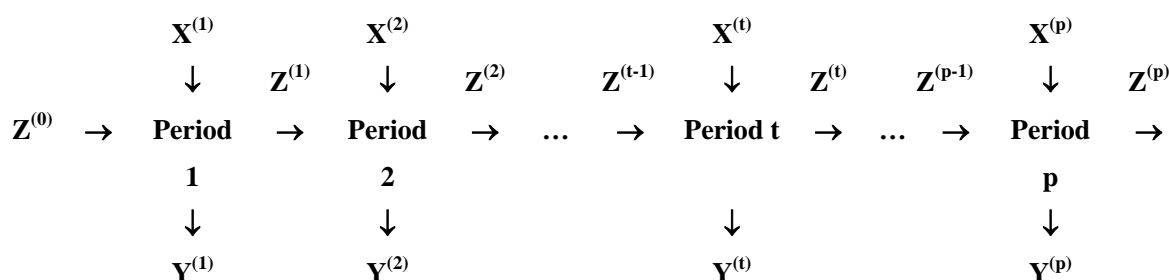 X(1) X(2) X(t) X(p)
↓ ↓ ↓ ↓
Z(1) Z(2) Z(t-1) Z(t) Z(p-1) Z(p)
Z(0) → Period → Period → … → Period t → … → Period →
1 2 p
↓ ↓ ↓ ↓
Y(1) Y(2) Y(t) Y(p)